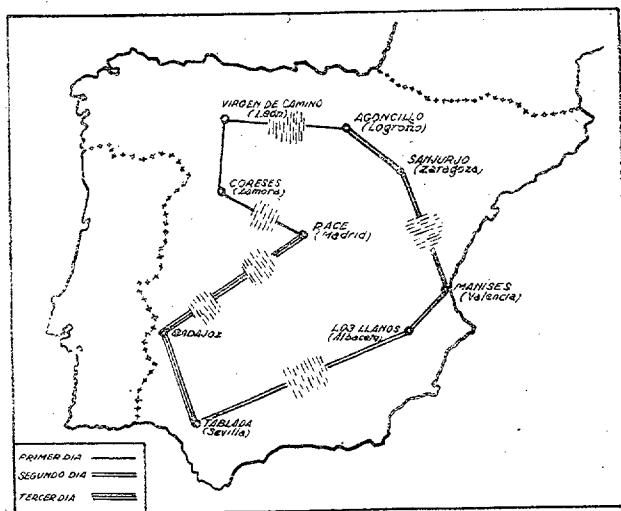 VIRGEN DE CAMINO
(León)
AGONCILLO
(Logroño)
SANJURJO
(Zaragoza)
CORESES
(Zamora)
RACE
(Madrid)
MANISES
(Valencia)
LOS LLANOS
(Albacete)
BADAJOZ
TABLADA
(Sevilla)
PRIMER DIA
SEGUNDO DIA
TERCER DIA